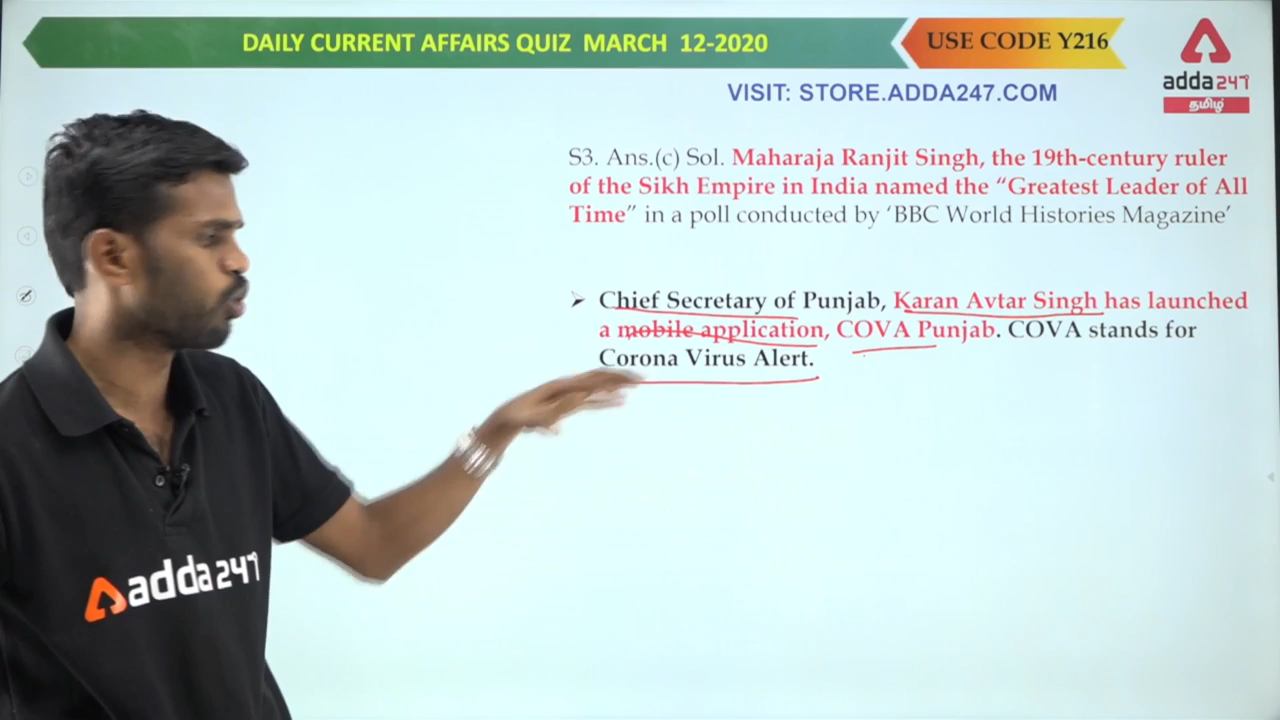 DAILY CURRENT AFFAIRS QUIZ MARCH 12-2020
USE CODE Y216
adda247
தமிழ்
VISIT: STORE.ADDA247.COM
S3. Ans.(c) Sol. Maharaja Ranjit Singh, the 19th-century ruler
of the Sikh Empire in India named the “Greatest Leader of All
Time” in a poll conducted by ‘BBC World Histories Magazine’
➢ Chief Secretary of Punjab, Karan Avtar Singh has launched
a mobile application, COVA Punjab. COVA stands for
Corona Virus Alert.
adda247